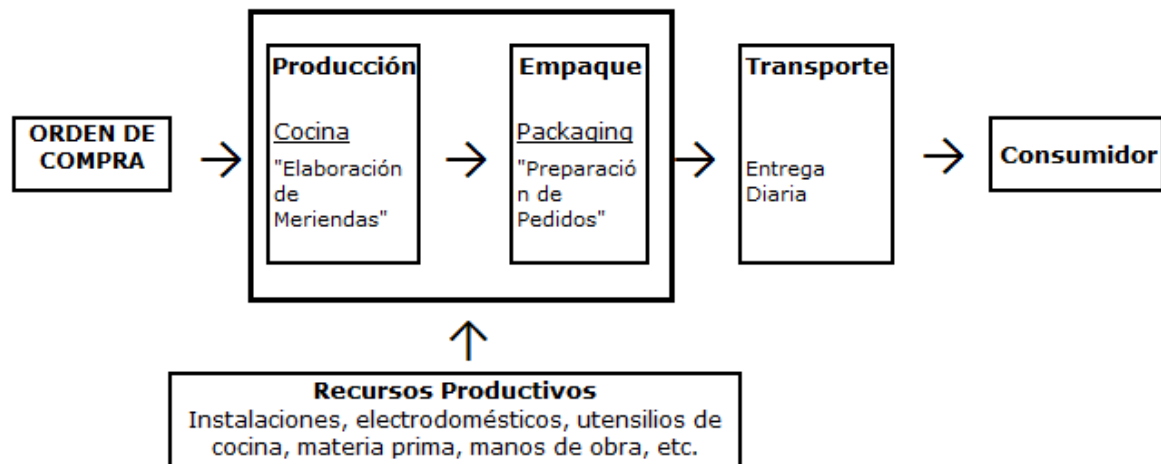 Producción
Empaque
Transporte
ORDEN DE
COMPRA
Cocina
"Elaboración
de
Meriendas"
Packaging
"Preparació
n de
Pedidos"
Entrega
Diaria
Consumidor
Recursos Productivos
Instalaciones, electrodomésticos, utensilios de
cocina, materia prima, manos de obra, etc.